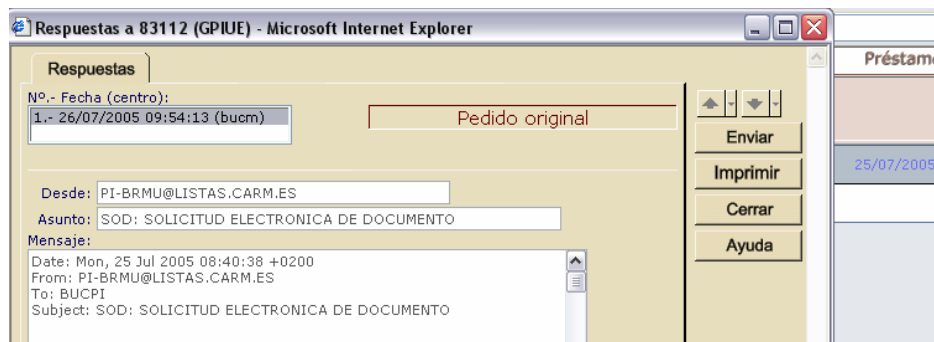 Respuestas a 83112 (GPIUE) - Microsoft Internet Explorer
Respuestas
Nº.- Fecha (centro):
1.- 26/07/2005 09:54:13 (bucm)
Pedido original
Desde: PI-BRMU@LISTAS.CARM.ES
Asunto: SOD: SOLICITUD ELECTRONICA DE DOCUMENTO
Mensaje:
Date: Mon, 25 Jul 2005 08:40:38 +0200
From: PI-BRMU@LISTAS.CARM.ES
To: BUCPI
Subject: SOD: SOLICITUD ELECTRONICA DE DOCUMENTO
Enviar
Imprimir
Cerrar
Ayuda
Préstam
25/07/2005